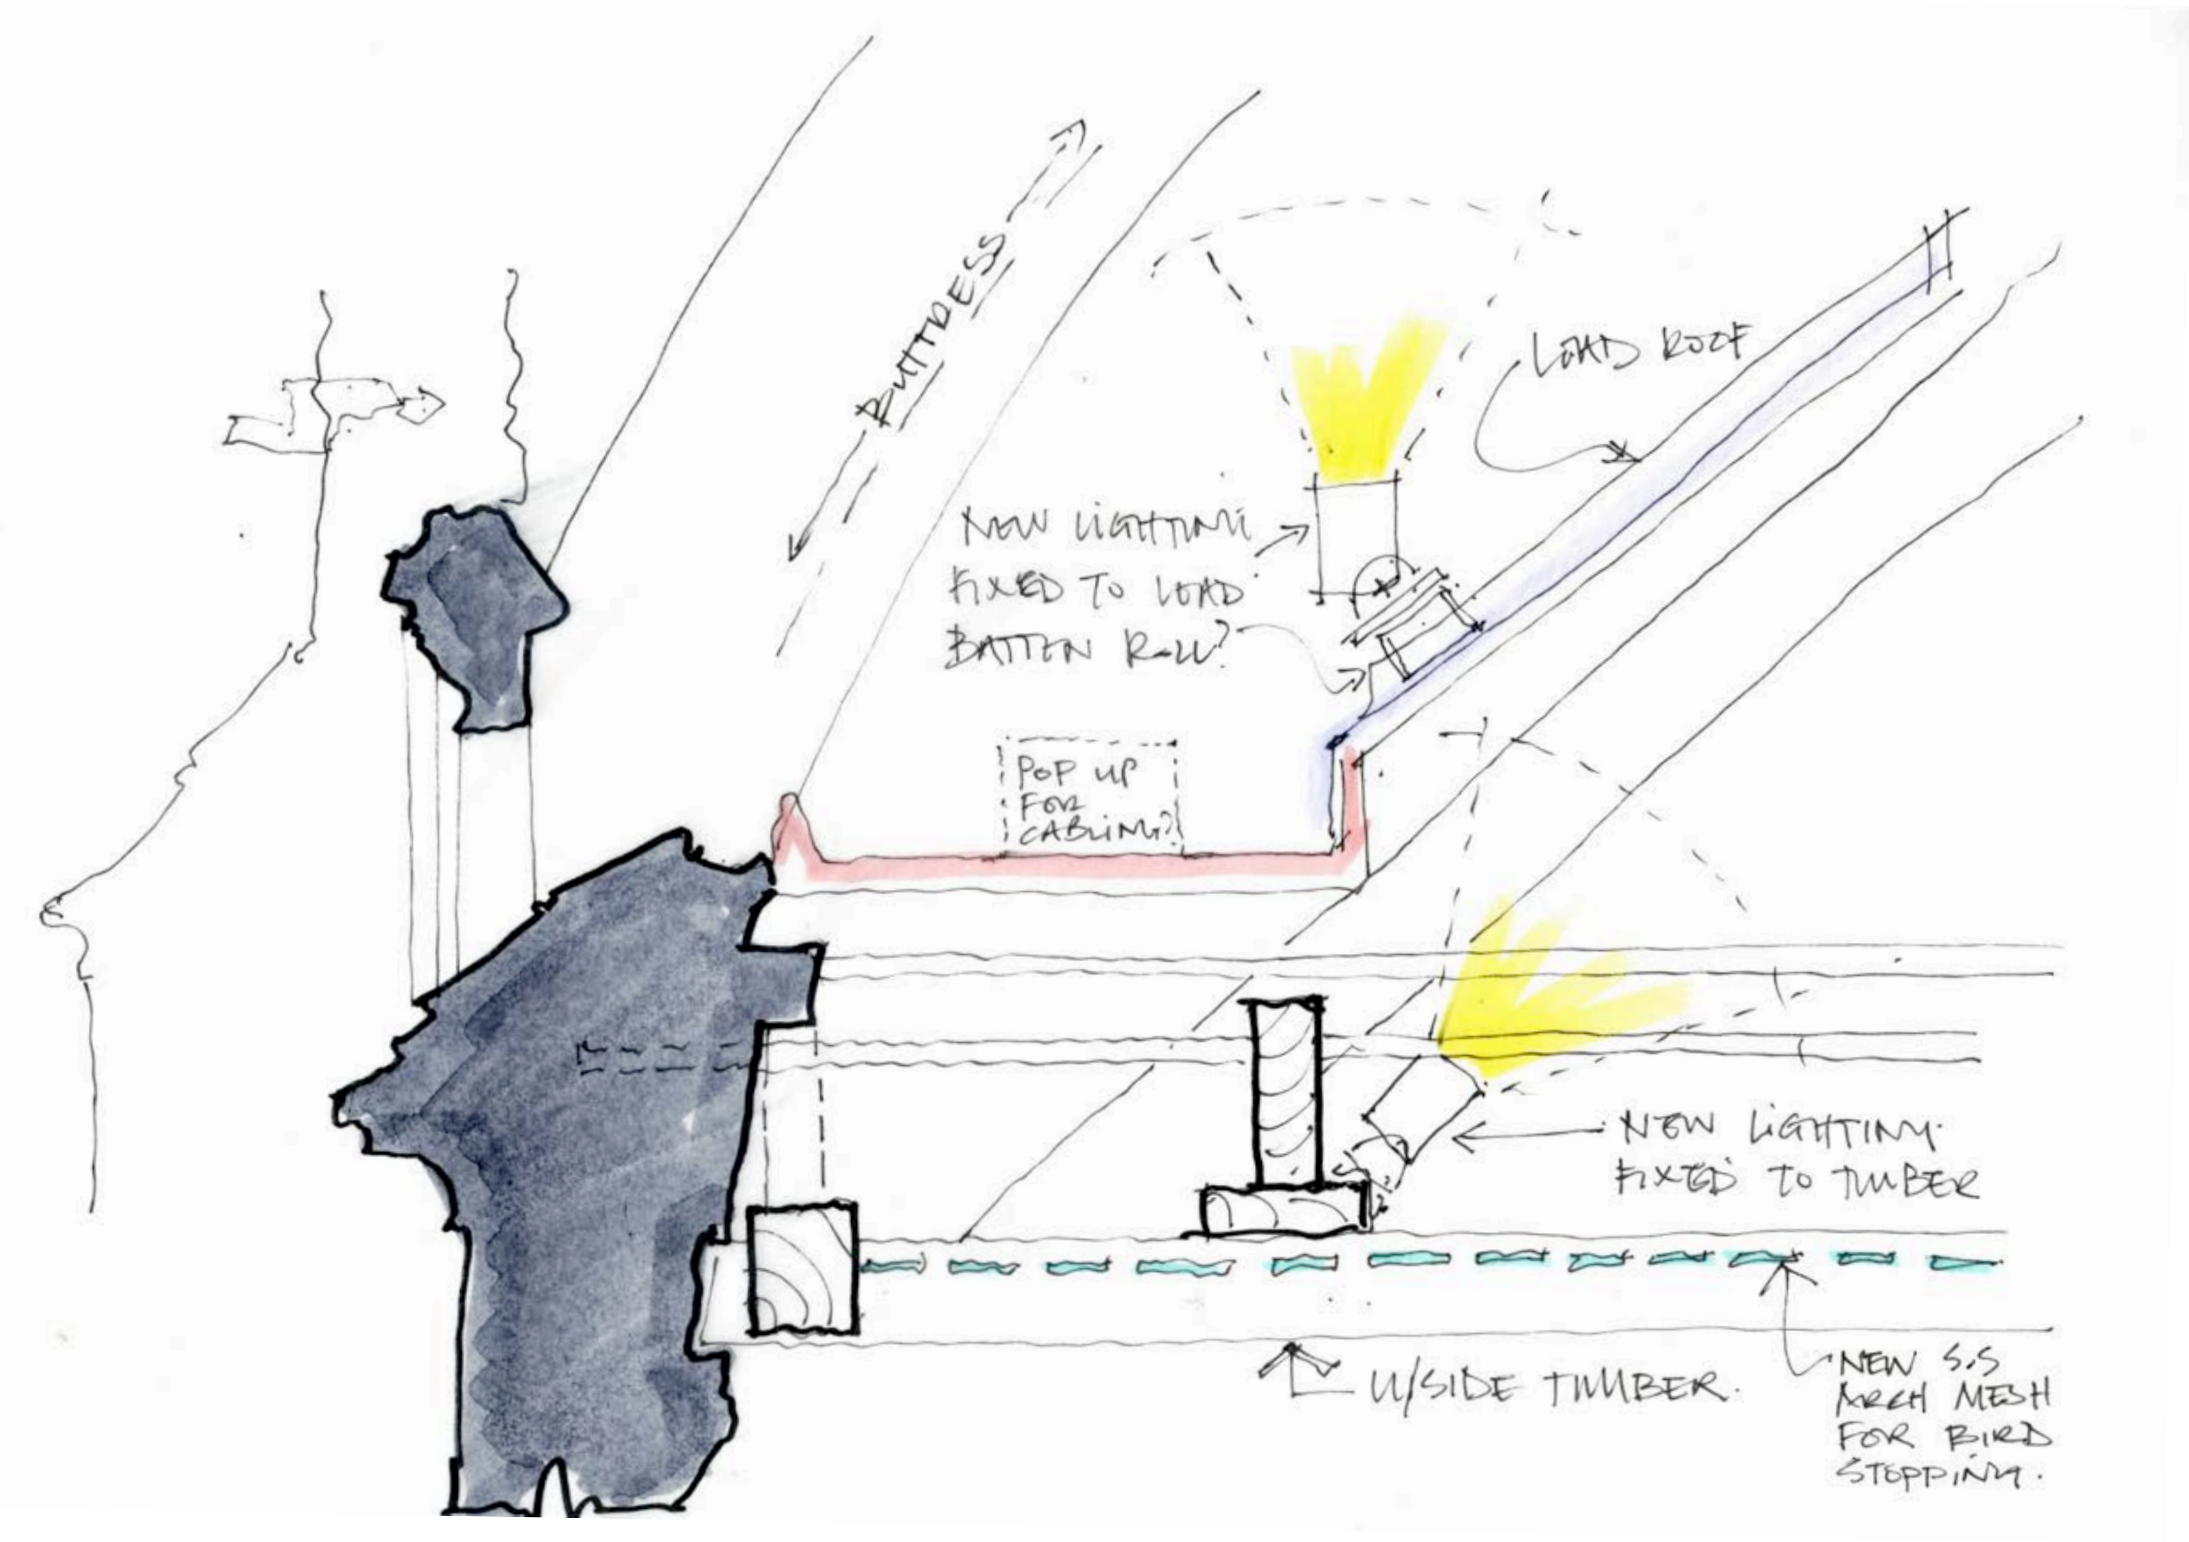 BUTTRESS
LEAD ROOF
NEW LIGHTING
FIXED TO LEAD
BATTEN ROLL?
POP UP
FOR
CABLING?
NEW LIGHTING
FIXED TO TIMBER
U/SIDE TIMBER.
NEW S.S
ARCH MESH
FOR BIRD
STOPPING.